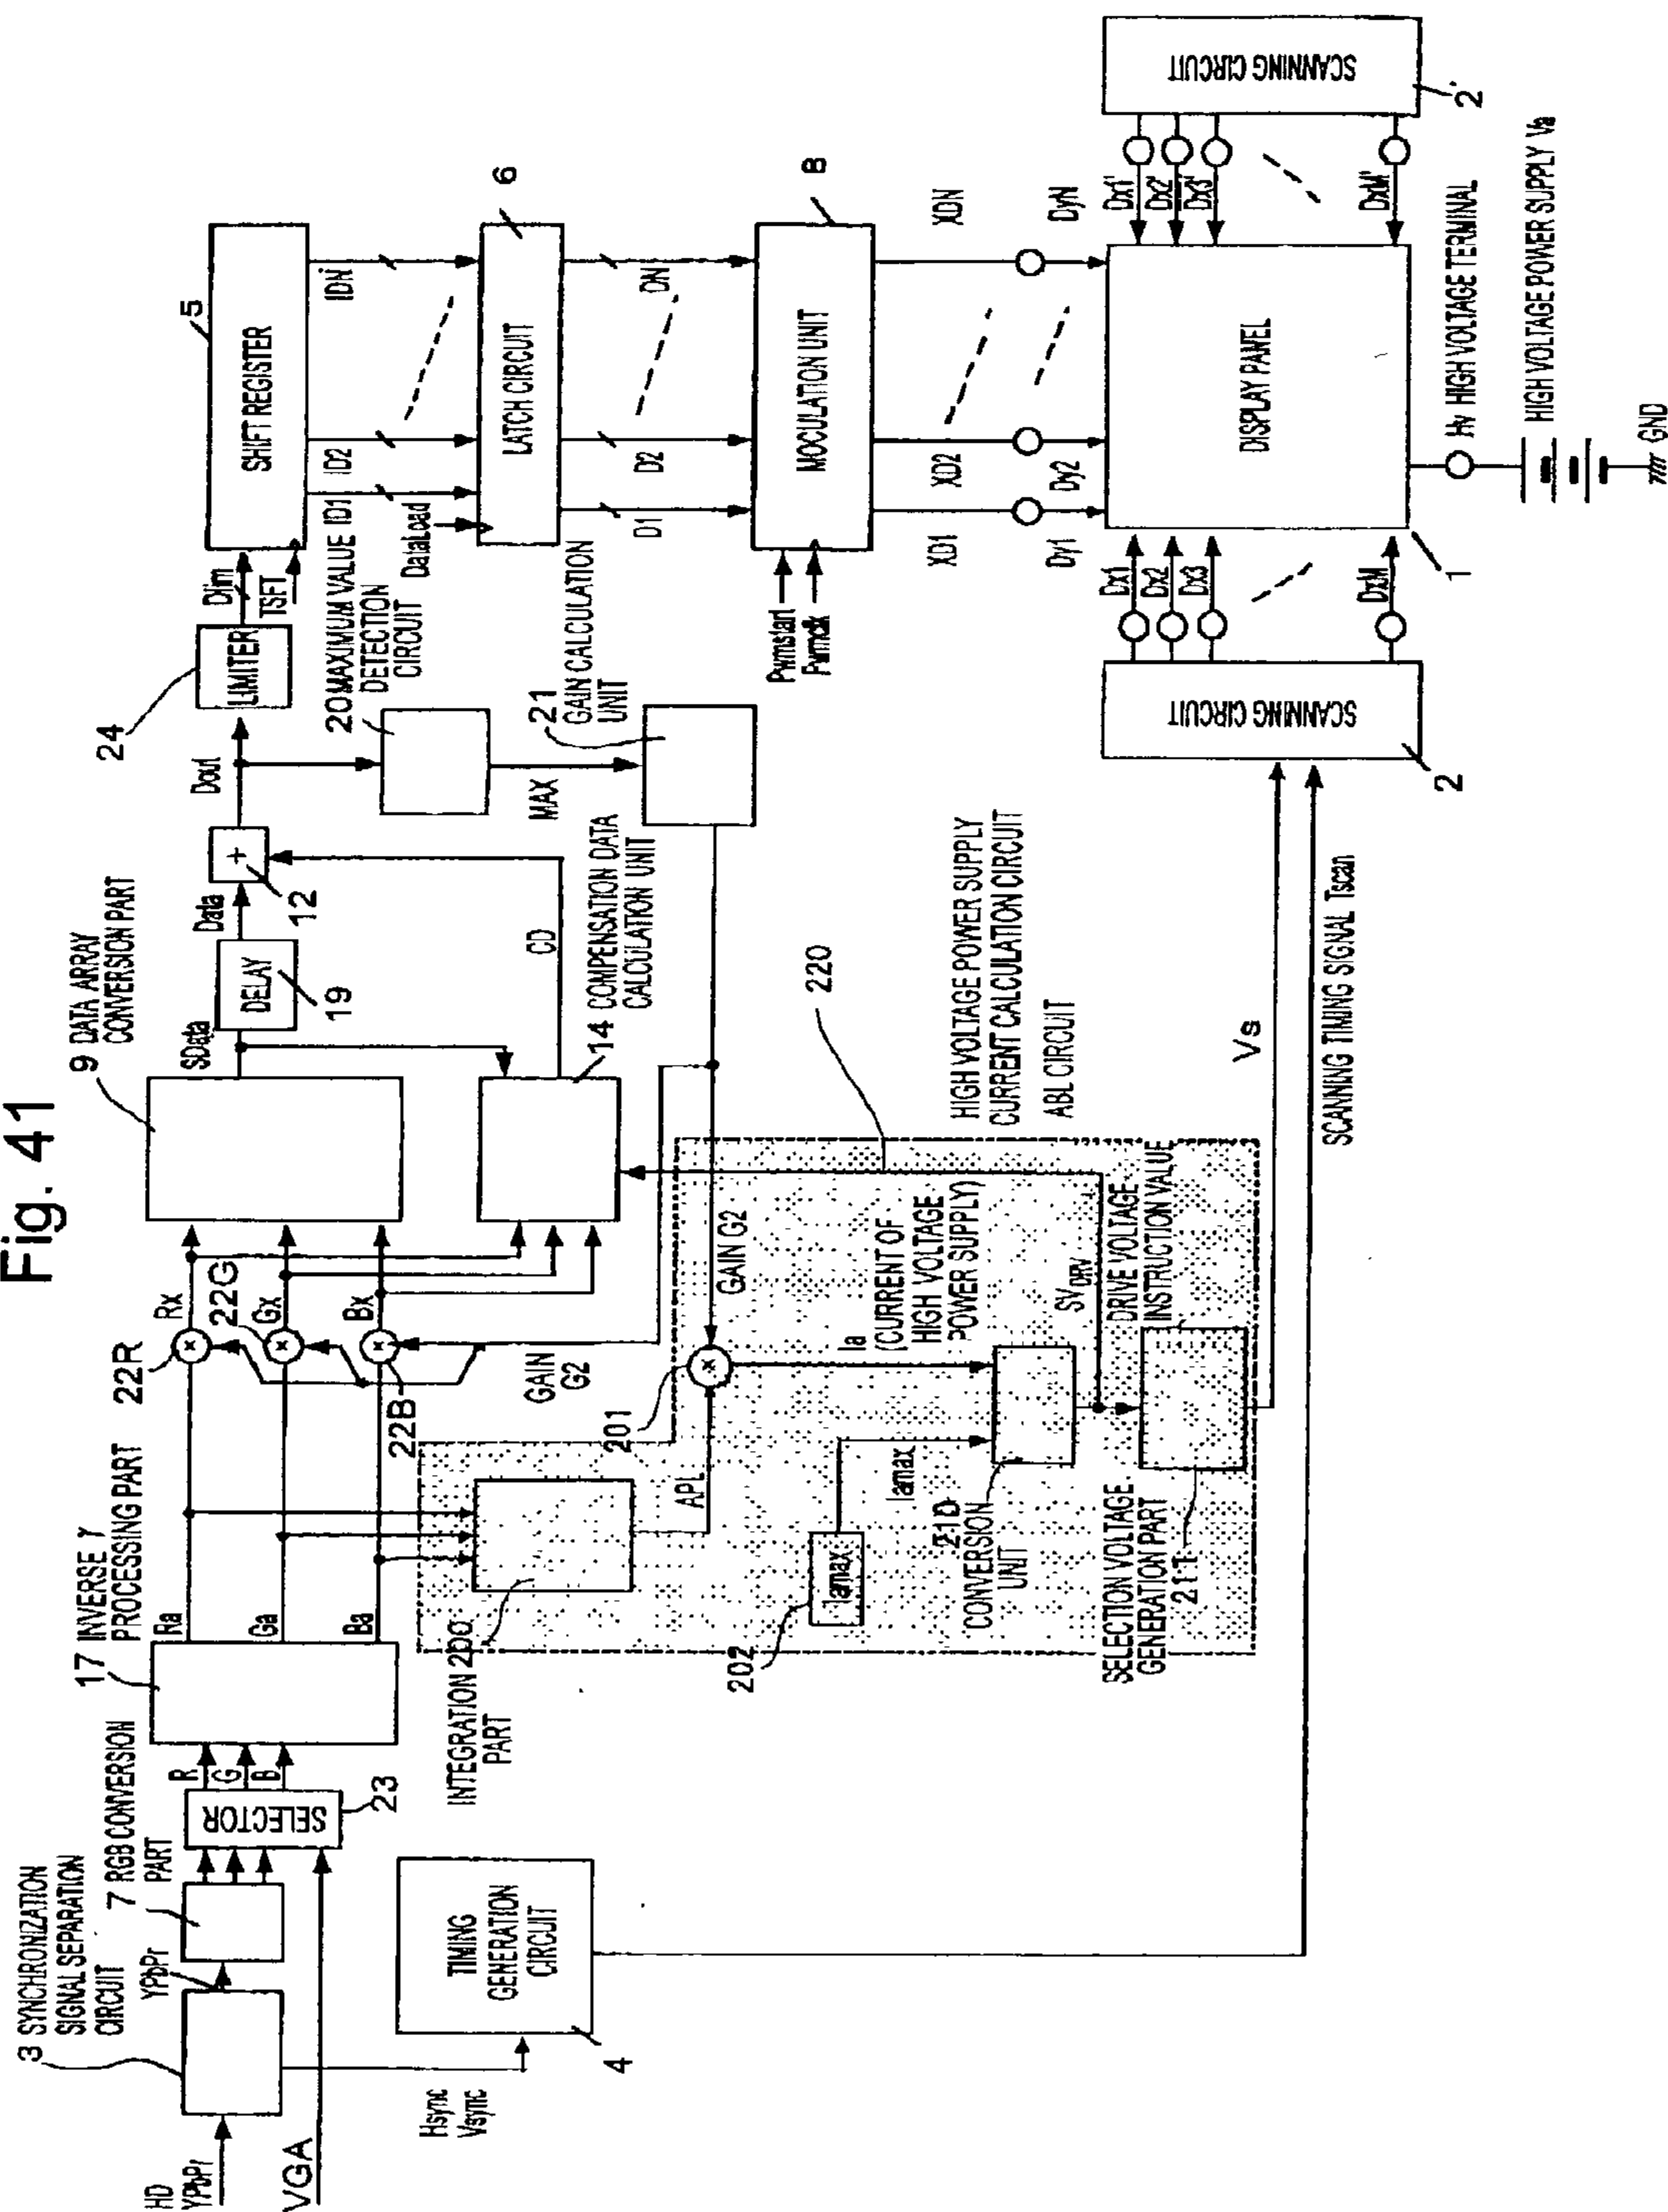 Fig. 41
HD
YPbPr
VGA
3 SYNCHRONIZATION
SIGNAL SEPARATION
CIRCUIT
YPbPr
Hsync
Vsync
7 RGB CONVERSION
PART
TIMING
GENERATION
CIRCUIT
4
SELECTOR
23
R
G
B
17 INVERSE γ
PROCESSING PART
Ra
Ga
Ba
INTEGRATION 200
PART
22R
22G
22B
Rx
Gx
Bx
GAIN
G2
9 DATA ARRAY
CONVERSION PART
SData
DELAY
19
Data
+
12
CD
14 COMPENSATION DATA
CALCULATION UNIT
Dout
24
LIMITER
Dlim
TSFT
20 MAXIMUM VALUE
DETECTION
CIRCUIT
MAX
21
GAIN CALCULATION
UNIT
5
SHIFT REGISTER
ID1
ID2
IDN
DataLoad
6
LATCH CIRCUIT
D1
D2
DN
8
MOCULATION UNIT
Pwmstart
Pwmclk
XD1
XD2
XDN
Dy1
Dy2
DyN
APL
201
GAIN G2
Ia
(CURRENT OF
HIGH VOLTAGE
POWER SUPPLY)
202
Iamax
Iamax
210
CONVERSION
UNIT
SVDRV
DRIVE VOLTAGE
INSTRUCTION VALUE
SELECTION VOLTAGE
GENERATION PART
211
220
HIGH VOLTAGE POWER SUPPLY
CURRENT CALCULATION CIRCUIT
ABL CIRCUIT
Vs
SCANNING TIMING SIGNAL Tscan
SCANNING CIRCUIT
2
Dx1
Dx2
Dx3
DxM
DISPLAY PANEL
1
Dx1'
Dx2'
Dx3'
DxM'
SCANNING CIRCUIT
2'
Hv HIGH VOLTAGE TERMINAL
HIGH VOLTAGE POWER SUPPLY Va
GND